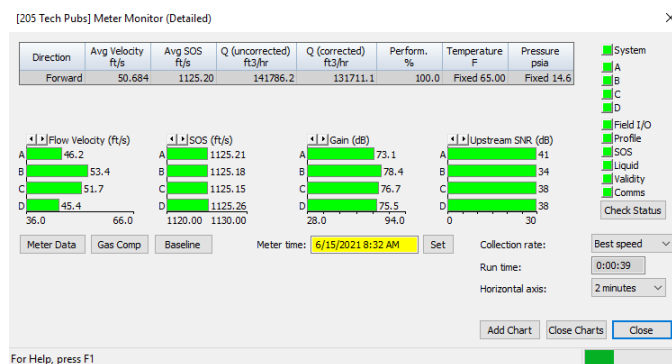 [205 Tech Pubs] Meter Monitor (Detailed)
Direction Avg Velocity ft/s Avg SOS ft/s Q (uncorrected) ft3/hr Q (corrected) ft3/hr Perform. % Temperature F Pressure psia
Forward 50.684 1125.20 141786.2 131711.1 100.0 Fixed 65.00 Fixed 14.6
System
A
B
C
D
Field I/O
Profile
SOS
Liquid
Validity
Comms
Check Status
Flow Velocity (ft/s)
A 46.2
B 53.4
C 51.7
D 45.4
36.0 66.0
SOS (ft/s)
A 1125.21
B 1125.18
C 1125.15
D 1125.26
1120.00 1130.00
Gain (dB)
A 73.1
B 78.4
C 76.7
D 75.5
28.0 94.0
Upstream SNR (dB)
A 41
B 34
C 38
D 38
0 30
Meter Data Gas Comp Baseline Meter time: 6/15/2021 8:32 AM Set
Collection rate: Best speed
Run time: 0:00:39
Horizontal axis: 2 minutes
Add Chart Close Charts Close
For Help, press F1